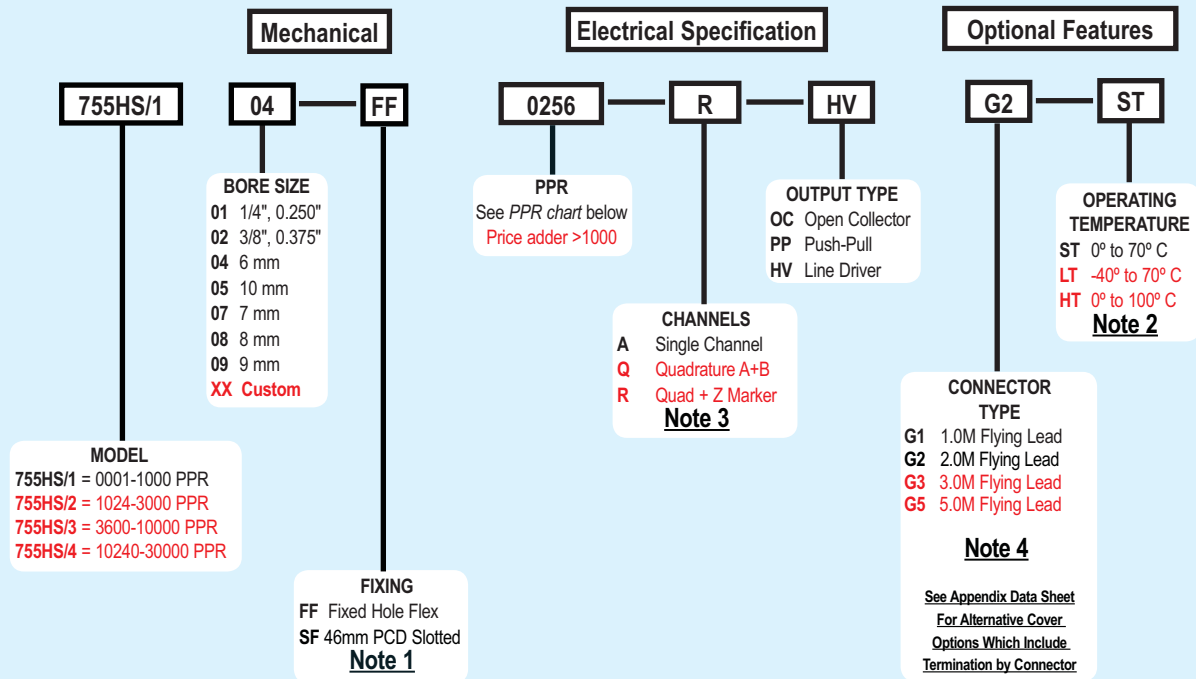 Mechanical
Electrical Specification
Optional Features
755HS/1
04
FF
0256
R
HV
G2
ST
BORE SIZE
01 1/4", 0.250"
02 3/8", 0.375"
04 6 mm
05 10 mm
07 7 mm
08 8 mm
09 9 mm
XX Custom
PPR
See PPR chart below
Price adder >1000
OUTPUT TYPE
OC Open Collector
PP Push-Pull
HV Line Driver
OPERATING
TEMPERATURE
ST 0º to 70º C
LT -40º to 70º C
HT 0º to 100º C
Note 2
CHANNELS
A Single Channel
Q Quadrature A+B
R Quad + Z Marker
Note 3
CONNECTOR
TYPE
G1 1.0M Flying Lead
G2 2.0M Flying Lead
G3 3.0M Flying Lead
G5 5.0M Flying Lead
Note 4
See Appendix Data Sheet
For Alternative Cover
Options Which Include
Termination by Connector
MODEL
755HS/1 = 0001-1000 PPR
755HS/2 = 1024-3000 PPR
755HS/3 = 3600-10000 PPR
755HS/4 = 10240-30000 PPR
FIXING
FF Fixed Hole Flex
SF 46mm PCD Slotted
Note 1